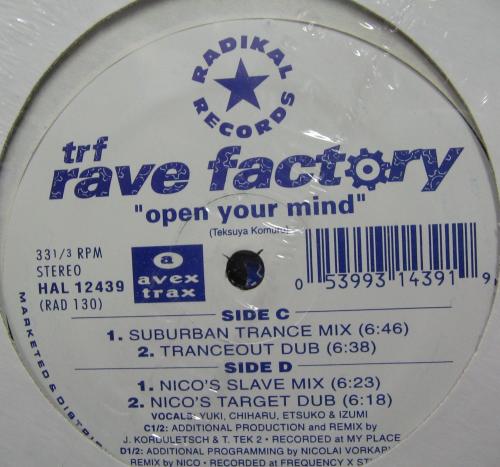 RADIKAL
RECORDS
trf
rave factory
"open your mind"
(Teksuya Komuro)
33 1/3 RPM
STEREO
HAL 12439
(RAD 130)
a
avex
trax
0 53993 14391 9
SIDE C
1. SUBURBAN TRANCE MIX (6:46)
2. TRANCEOUT DUB (6:38)
SIDE D
1. NICO'S SLAVE MIX (6:23)
2. NICO'S TARGET DUB (6:18)
VOCALS: YUKI, CHIHARU, ETSUKO & IZUMI
C1/2: ADDITIONAL PRODUCTION and REMIX by
J. KORDULETSCH & T. TEK 2 • RECORDED at MY PLACE
D1/2: ADDITIONAL PROGRAMMING by NICOLAI VORKAP
REMIX by NICO • RECORDED at FREQUENCY X ST
MARKETED & DISTRIB